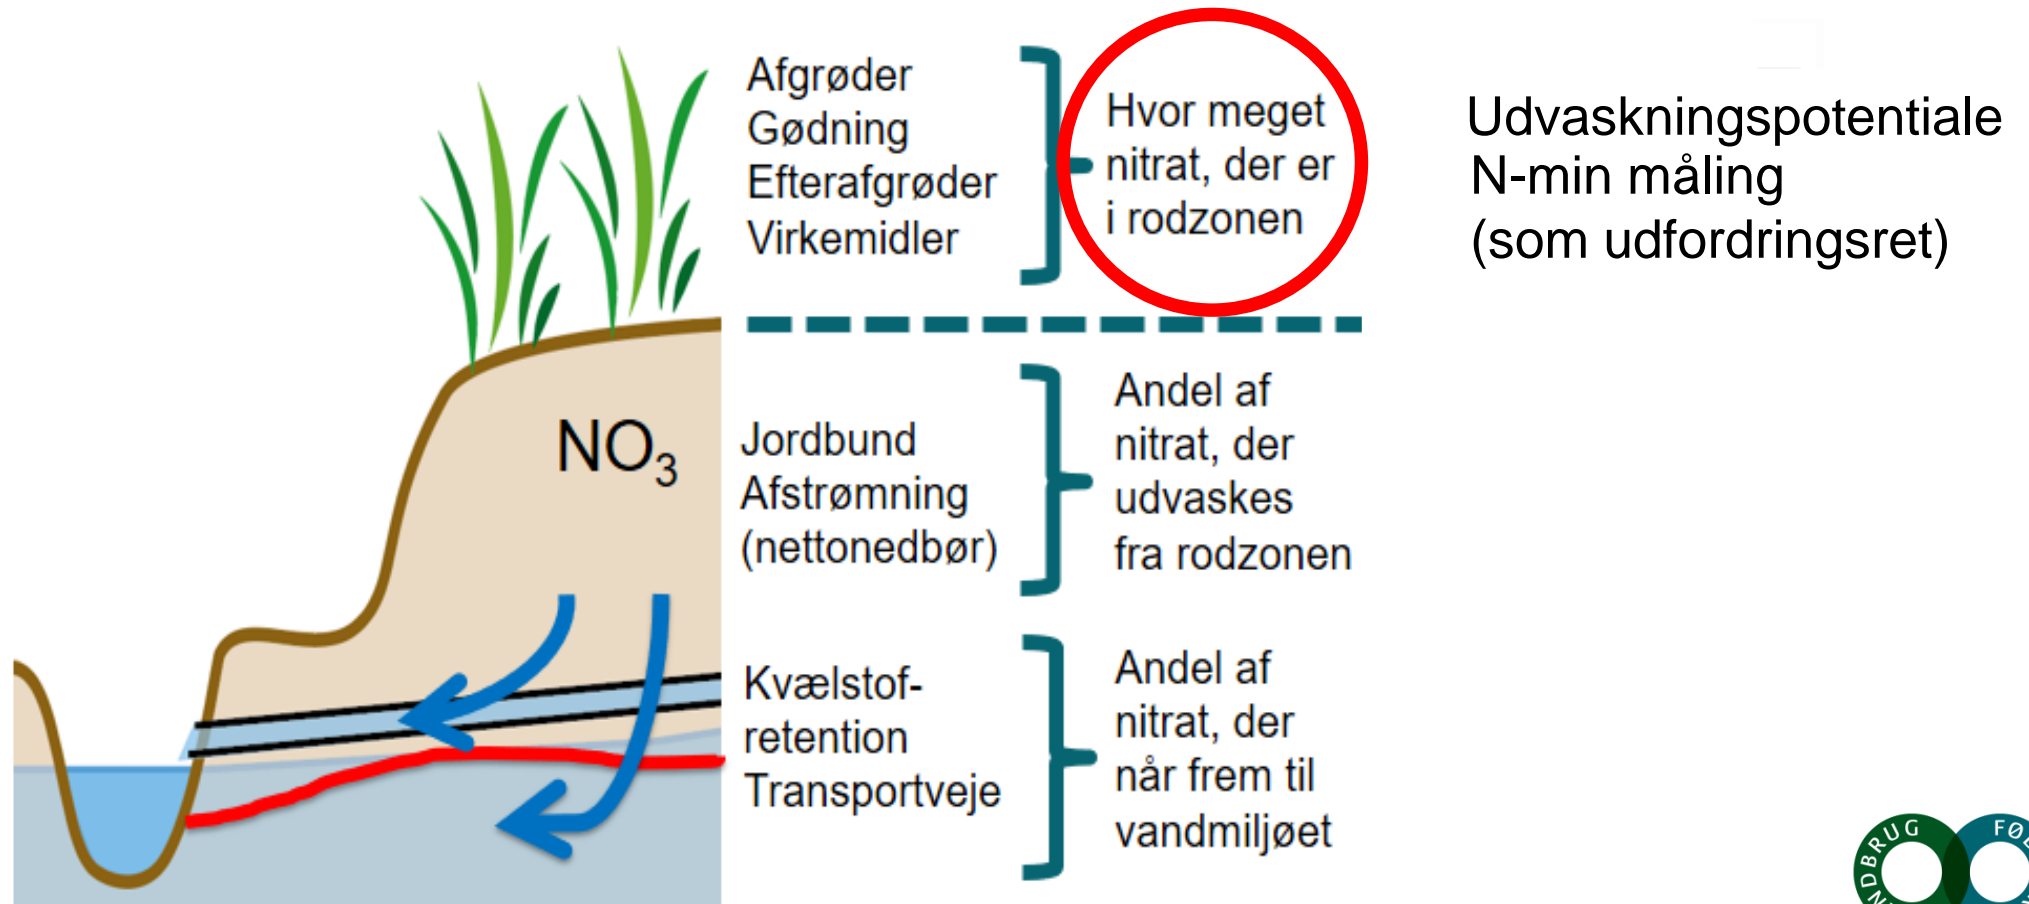 Afgrøder
Gødning
Efterafgrøder
Virkemidler
Hvor meget
nitrat, der er
i rodzonen
Udvaskningspotentiale
N-min måling
(som udfordringsret)
NO₃
Jordbund
Afstrømning
(nettonedbør)
Andel af
nitrat, der
udvaskes
fra rodzonen
Kvælstof-
retention
Transportveje
Andel af
nitrat, der
når frem til
vandmiljøet